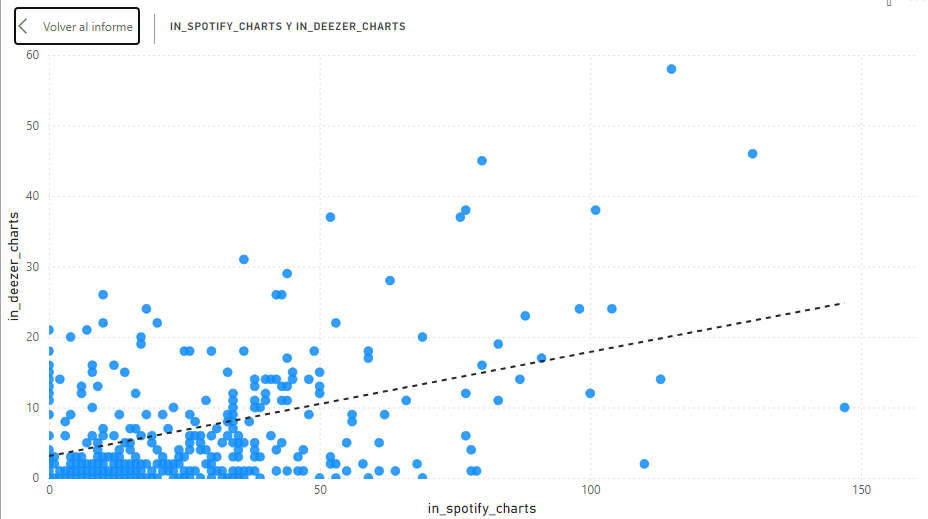 Volver al informe
IN_SPOTIFY_CHARTS Y IN_DEEZER_CHARTS
60
50
40
30
20
10
0
in_deezer_charts
0
50
100
150
in_spotify_charts